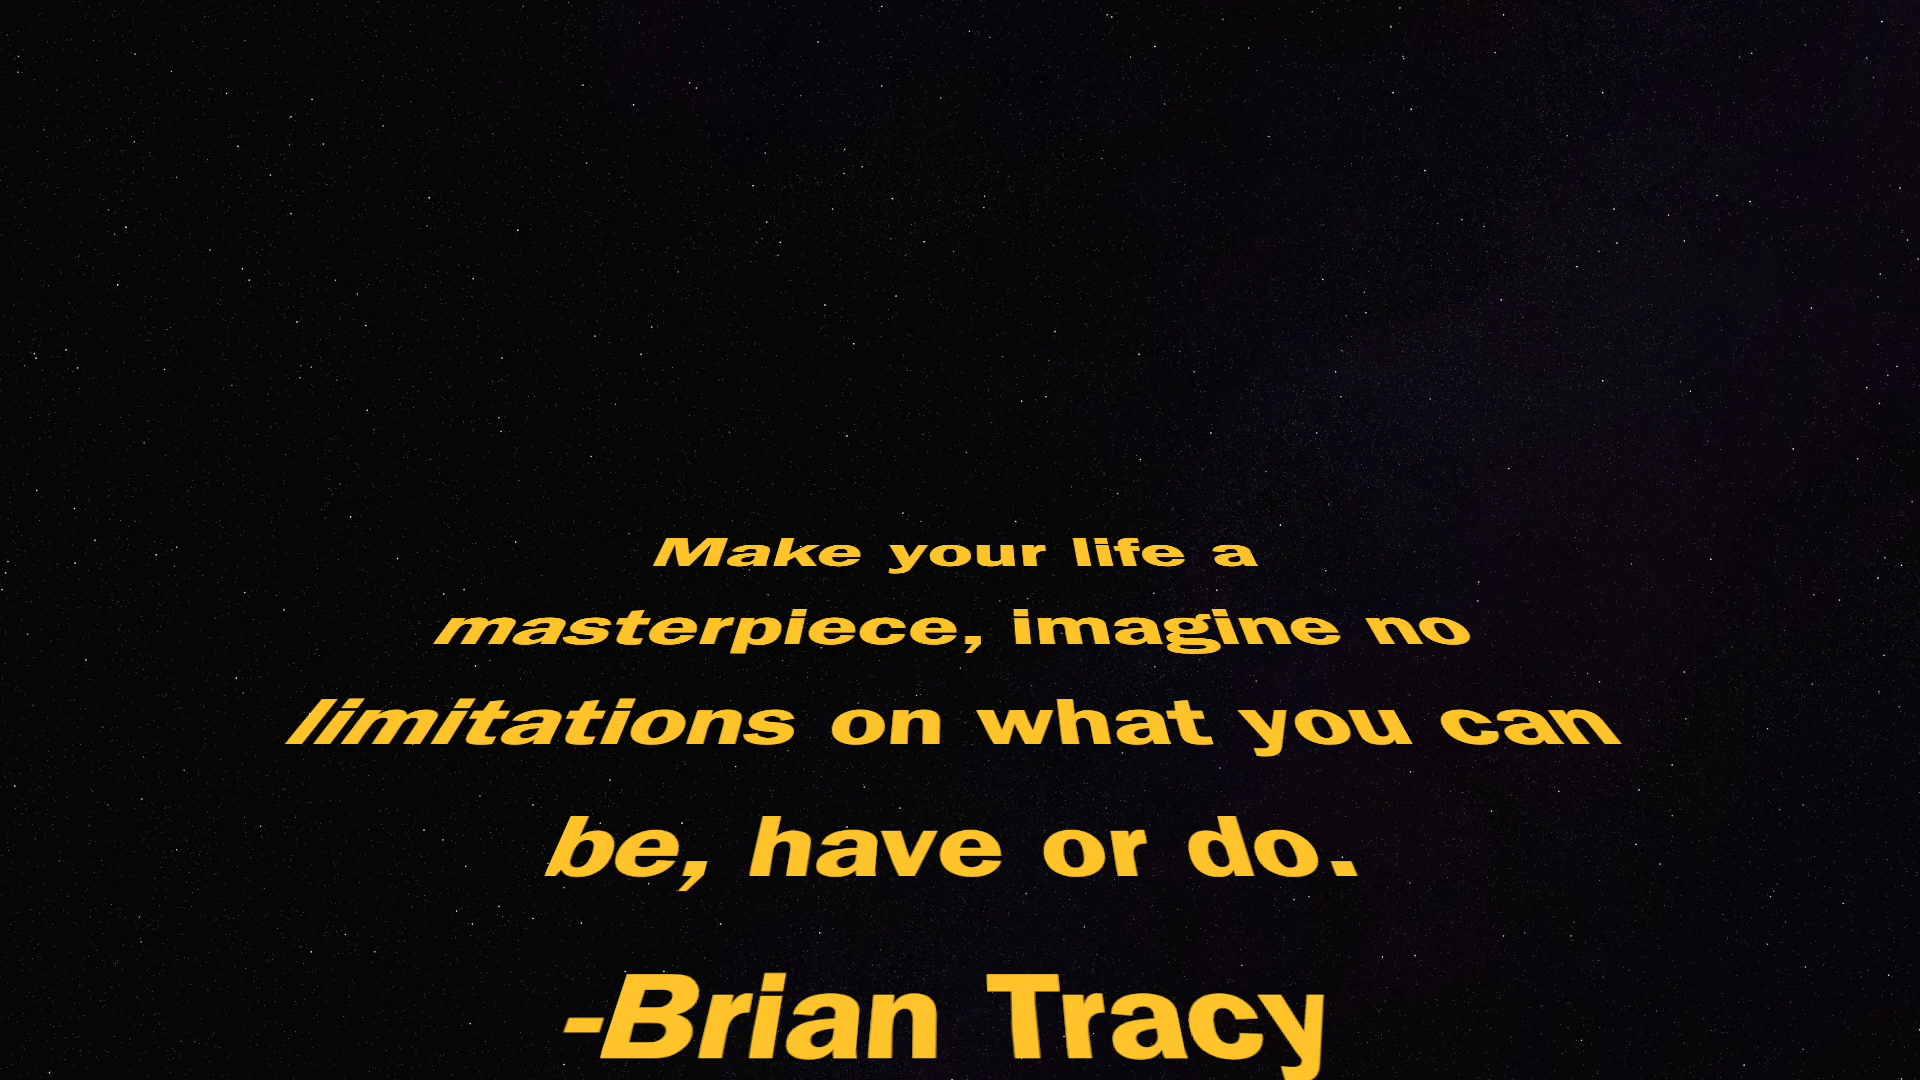 Make your life a
masterpiece, imagine no
limitations on what you can
be, have or do.
-Brian Tracy